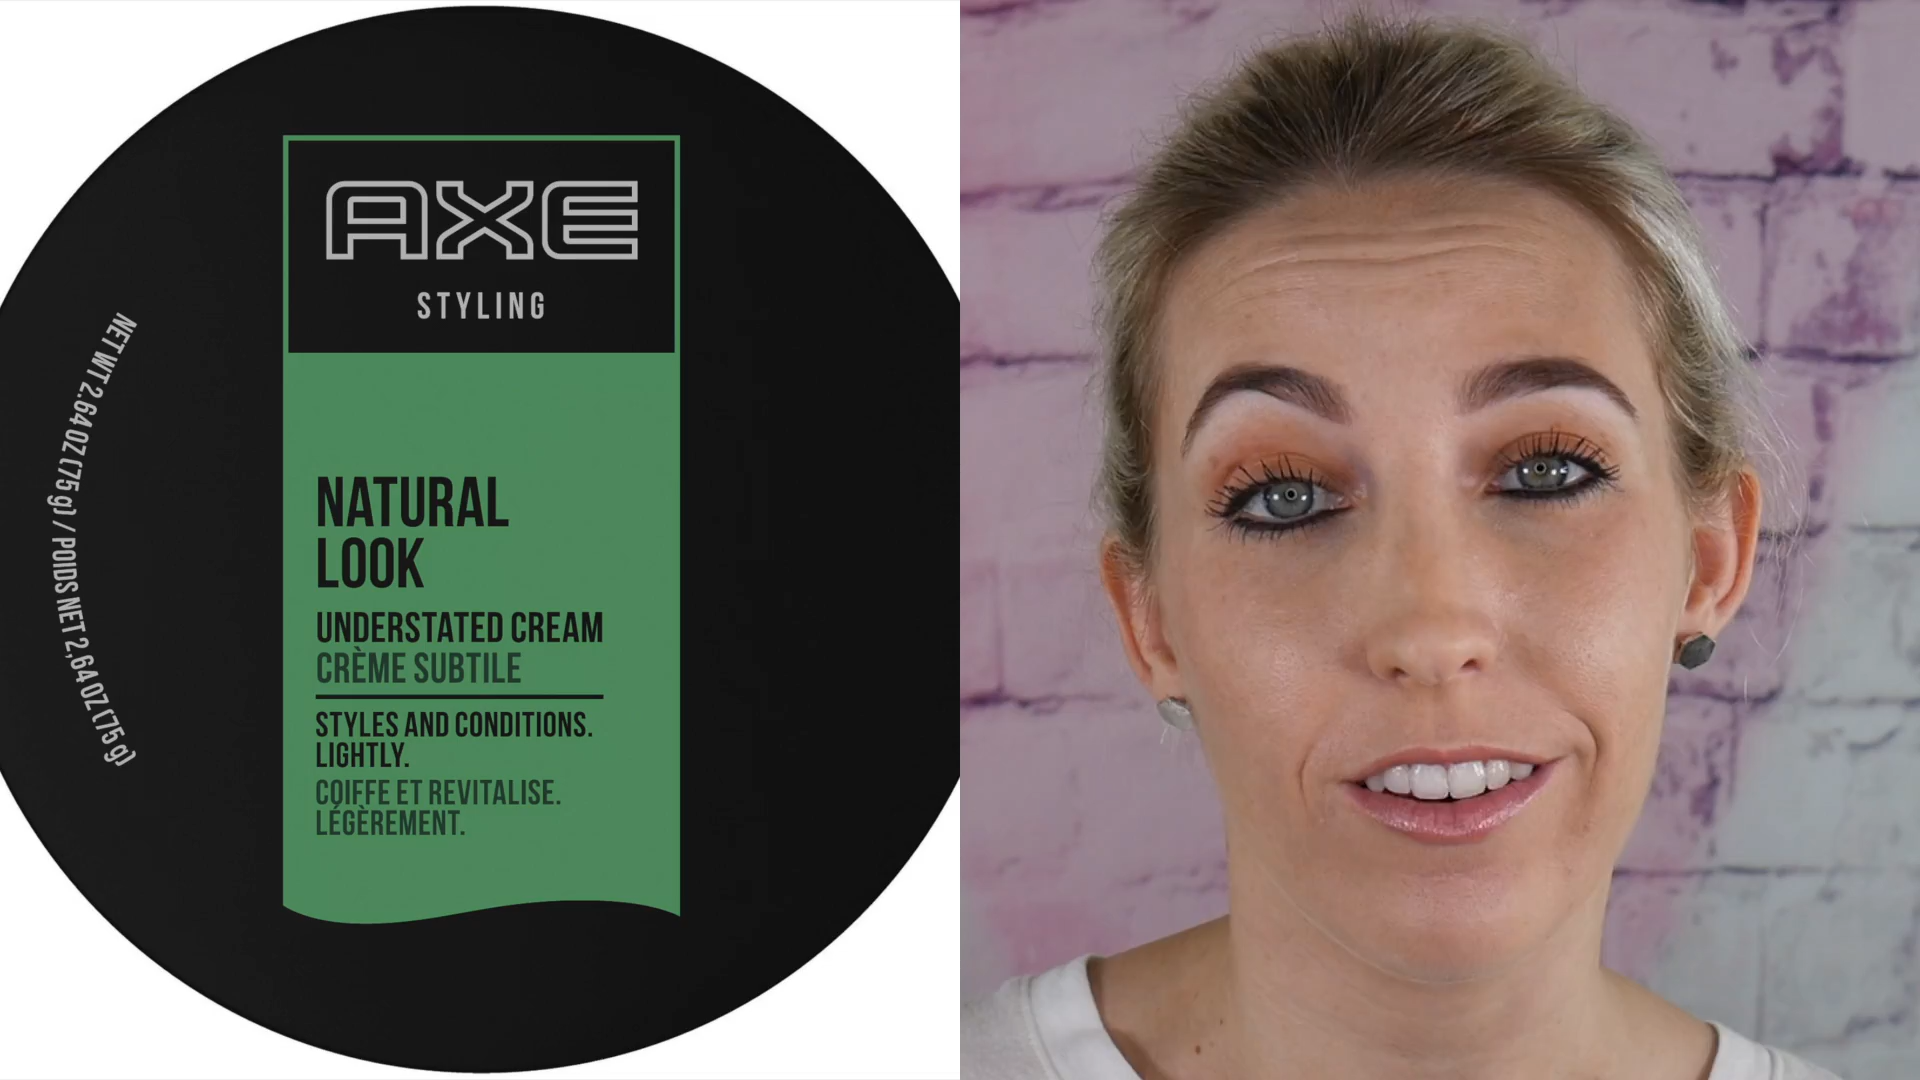 AXE
STYLING
NATURAL
LOOK
UNDERSTATED CREAM
CRÈME SUBTILE
STYLES AND CONDITIONS.
LIGHTLY.
COIFFE ET REVITALISE.
LÉGÈREMENT.
NET WT 2.64 OZ (75 g) / POIDS NET 2,64 OZ (75 g)